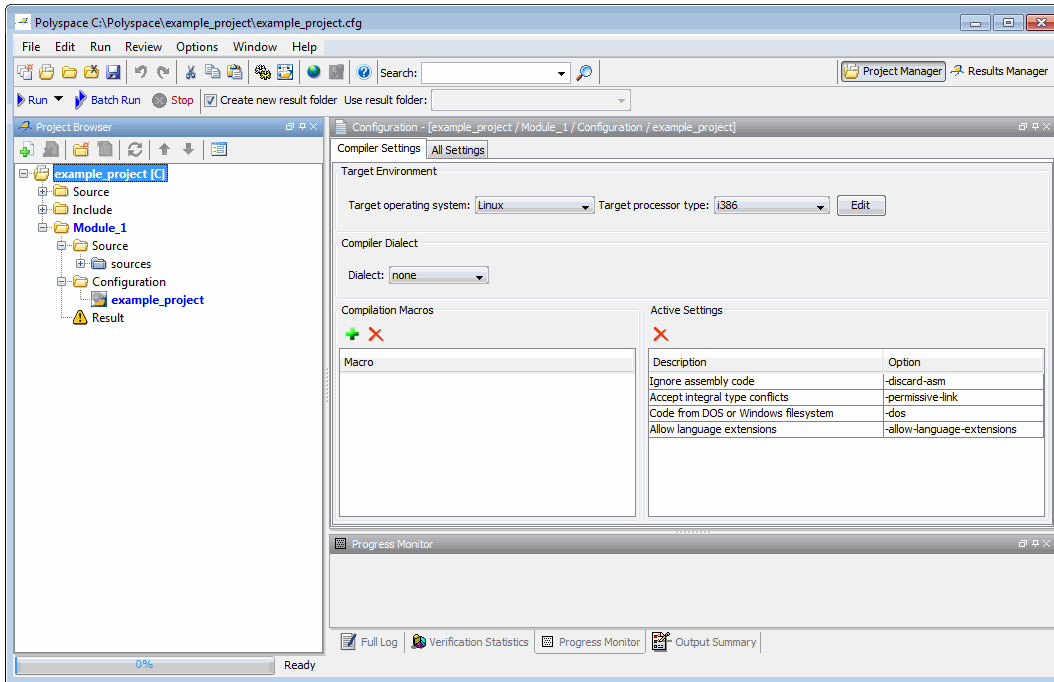 Polyspace C:\Polyspace\example_project\example_project.cfg
File Edit Run Review Options Window Help
Search:
Project Manager Results Manager
Run Batch Run Stop Create new result folder Use result folder:
Project Browser
example_project [C]
Source
Include
Module_1
Source
sources
Configuration
example_project
Result
Configuration - [example_project / Module_1 / Configuration / example_project]
Compiler Settings All Settings
Target Environment
Target operating system: Linux Target processor type: i386 Edit
Compiler Dialect
Dialect: none
Compilation Macros
Macro
Active Settings
Description Option
Ignore assembly code -discard-asm
Accept integral type conflicts -permissive-link
Code from DOS or Windows filesystem -dos
Allow language extensions -allow-language-extensions
Progress Monitor
Full Log Verification Statistics Progress Monitor Output Summary
0% Ready